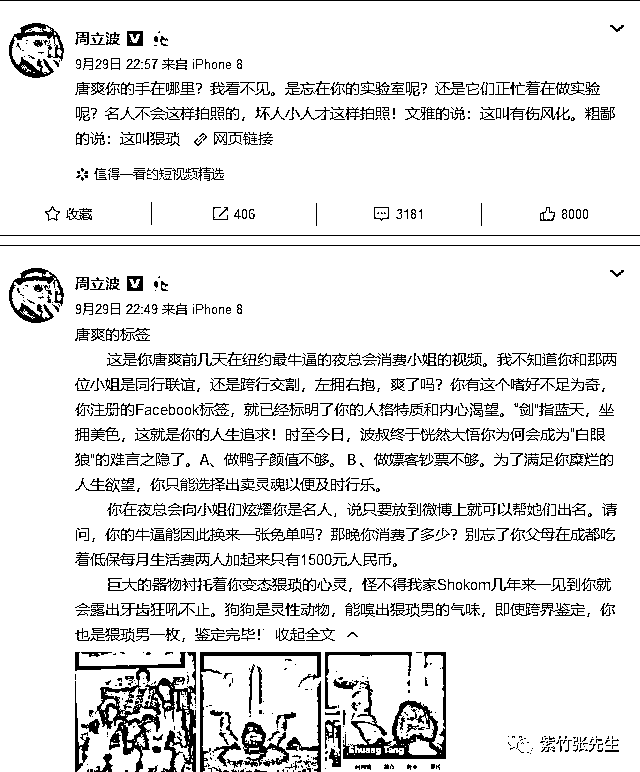 周立波
9月29日 22:57 来自 iPhone 8
唐爽你的手在哪里？我看不见。是忘在你的实验室呢？还是它们正忙着在做实验
呢？名人不会这样拍照的，坏人小人才这样拍照！文雅的说：这叫有伤风化。粗鄙
的说：这叫猥琐 网页链接
值得一看的短视频精选
收藏 406 3181 8000
周立波
9月29日 22:49 来自 iPhone 8
唐爽的标签
这是你唐爽前几天在纽约最牛逼的夜总会消费小姐的视频。我不知道你和那两
位小姐是同行联谊，还是跨行交割，左拥右抱，爽了吗？你有这个嗜好不足为奇，
你注册的Facebook标签，就已经标明了你的人格特质和内心渴望。"剑"指蓝天，坐
拥美色，这就是你的人生追求！时至今日，波叔终于恍然大悟你为何会成为"白眼
狼"的难言之隐了。A、做鸭子颜值不够。 B 、做嫖客钞票不够。为了满足你糜烂的
人生欲望，你只能选择出卖灵魂以便及时行乐。
你在夜总会向小姐们炫耀你是名人，说只要放到微博上就可以帮她们出名。请
问，你的牛逼能因此换来一张免单吗？那晚你消费了多少？别忘了你父母在成都吃
着低保每月生活费两人加起来只有1500元人民币。
巨大的器物衬托着你变态猥琐的心灵，怪不得我家Shokom几年来一见到你就
会露出牙齿狂吼不止。狗狗是灵性动物，能嗅出猥琐男的气味，即使跨界鉴定，你
也是猥琐男一枚，鉴定完毕！ 收起全文
Shuang Tang
紫竹张先生